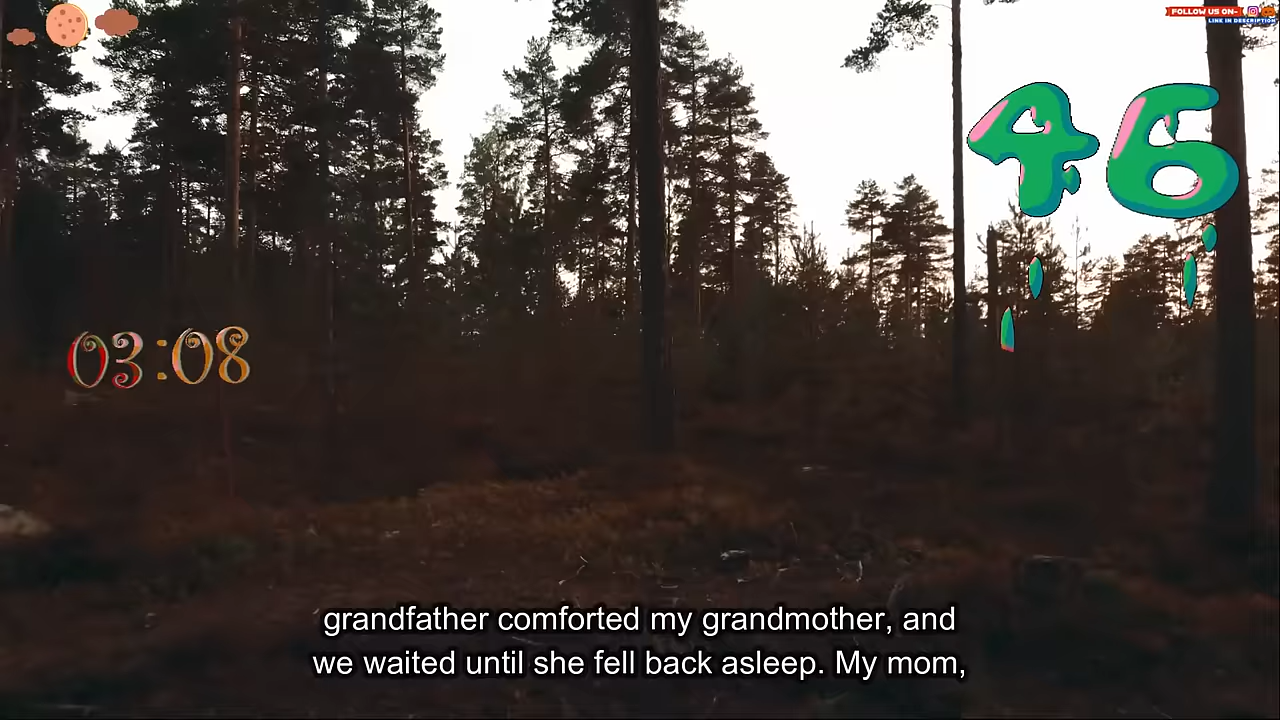 FOLLOW US ON-
LINK IN DESCRIPTION
46
03:08
grandfather comforted my grandmother, and
we waited until she fell back asleep. My mom,